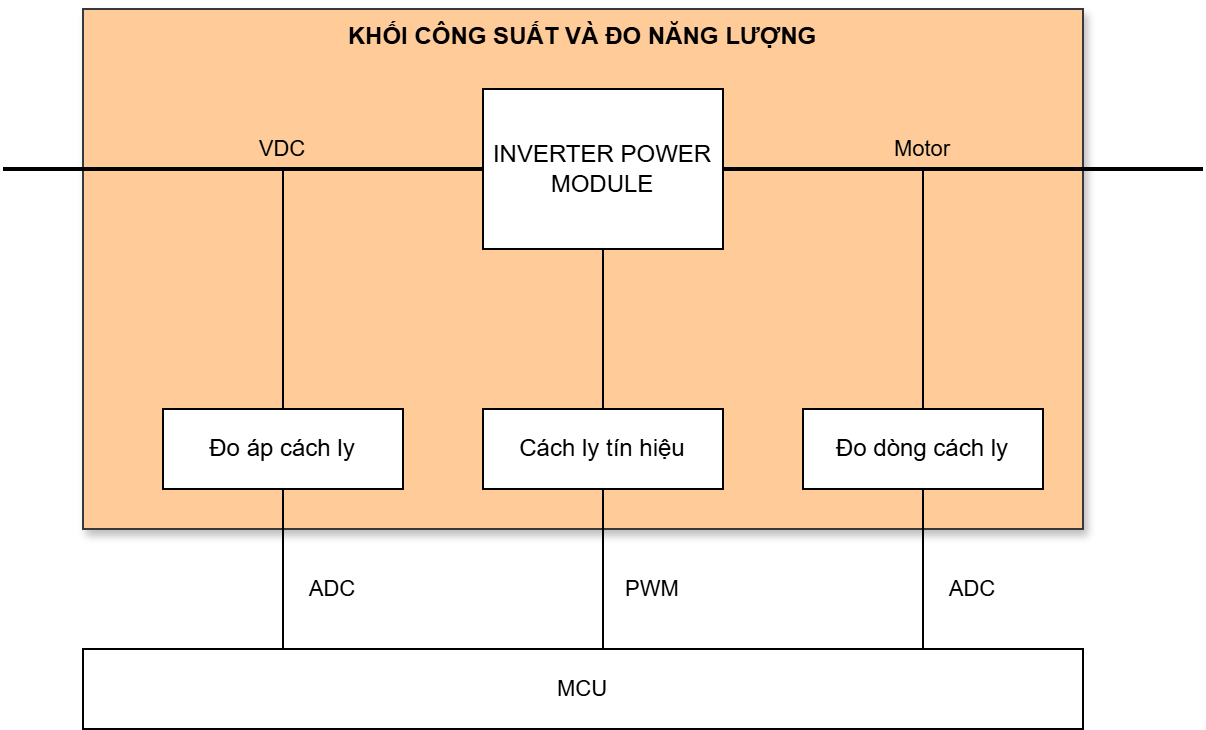 KHỐI CÔNG SUẤT VÀ ĐO NĂNG LƯỢNG
VDC
INVERTER POWER
MODULE
Motor
Đo áp cách ly
Cách ly tín hiệu
Đo dòng cách ly
ADC
PWM
ADC
MCU